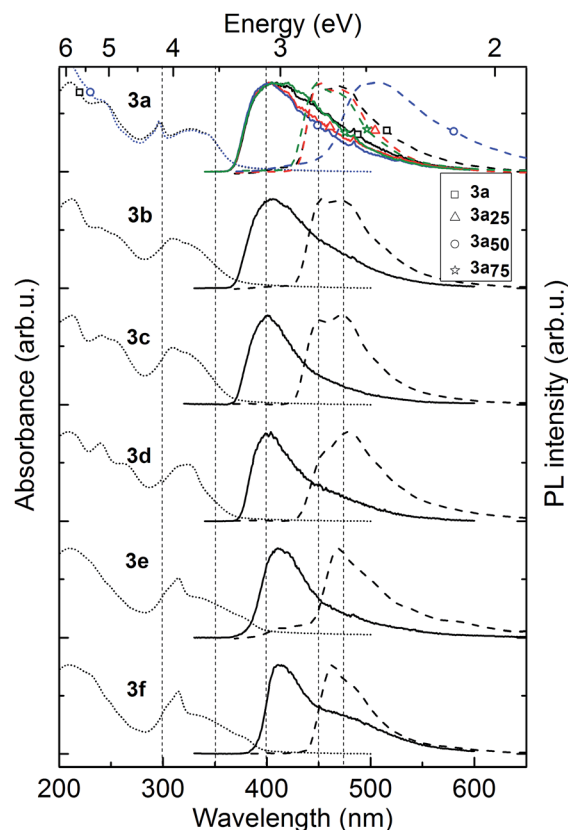 Energy (eV)
6 5 4 3 2
3a
3a
3a25
3a50
3a75
3b
3c
3d
3e
3f
Absorbance (arb.u.)
PL intensity (arb.u.)
200 300 400 500 600
Wavelength (nm)